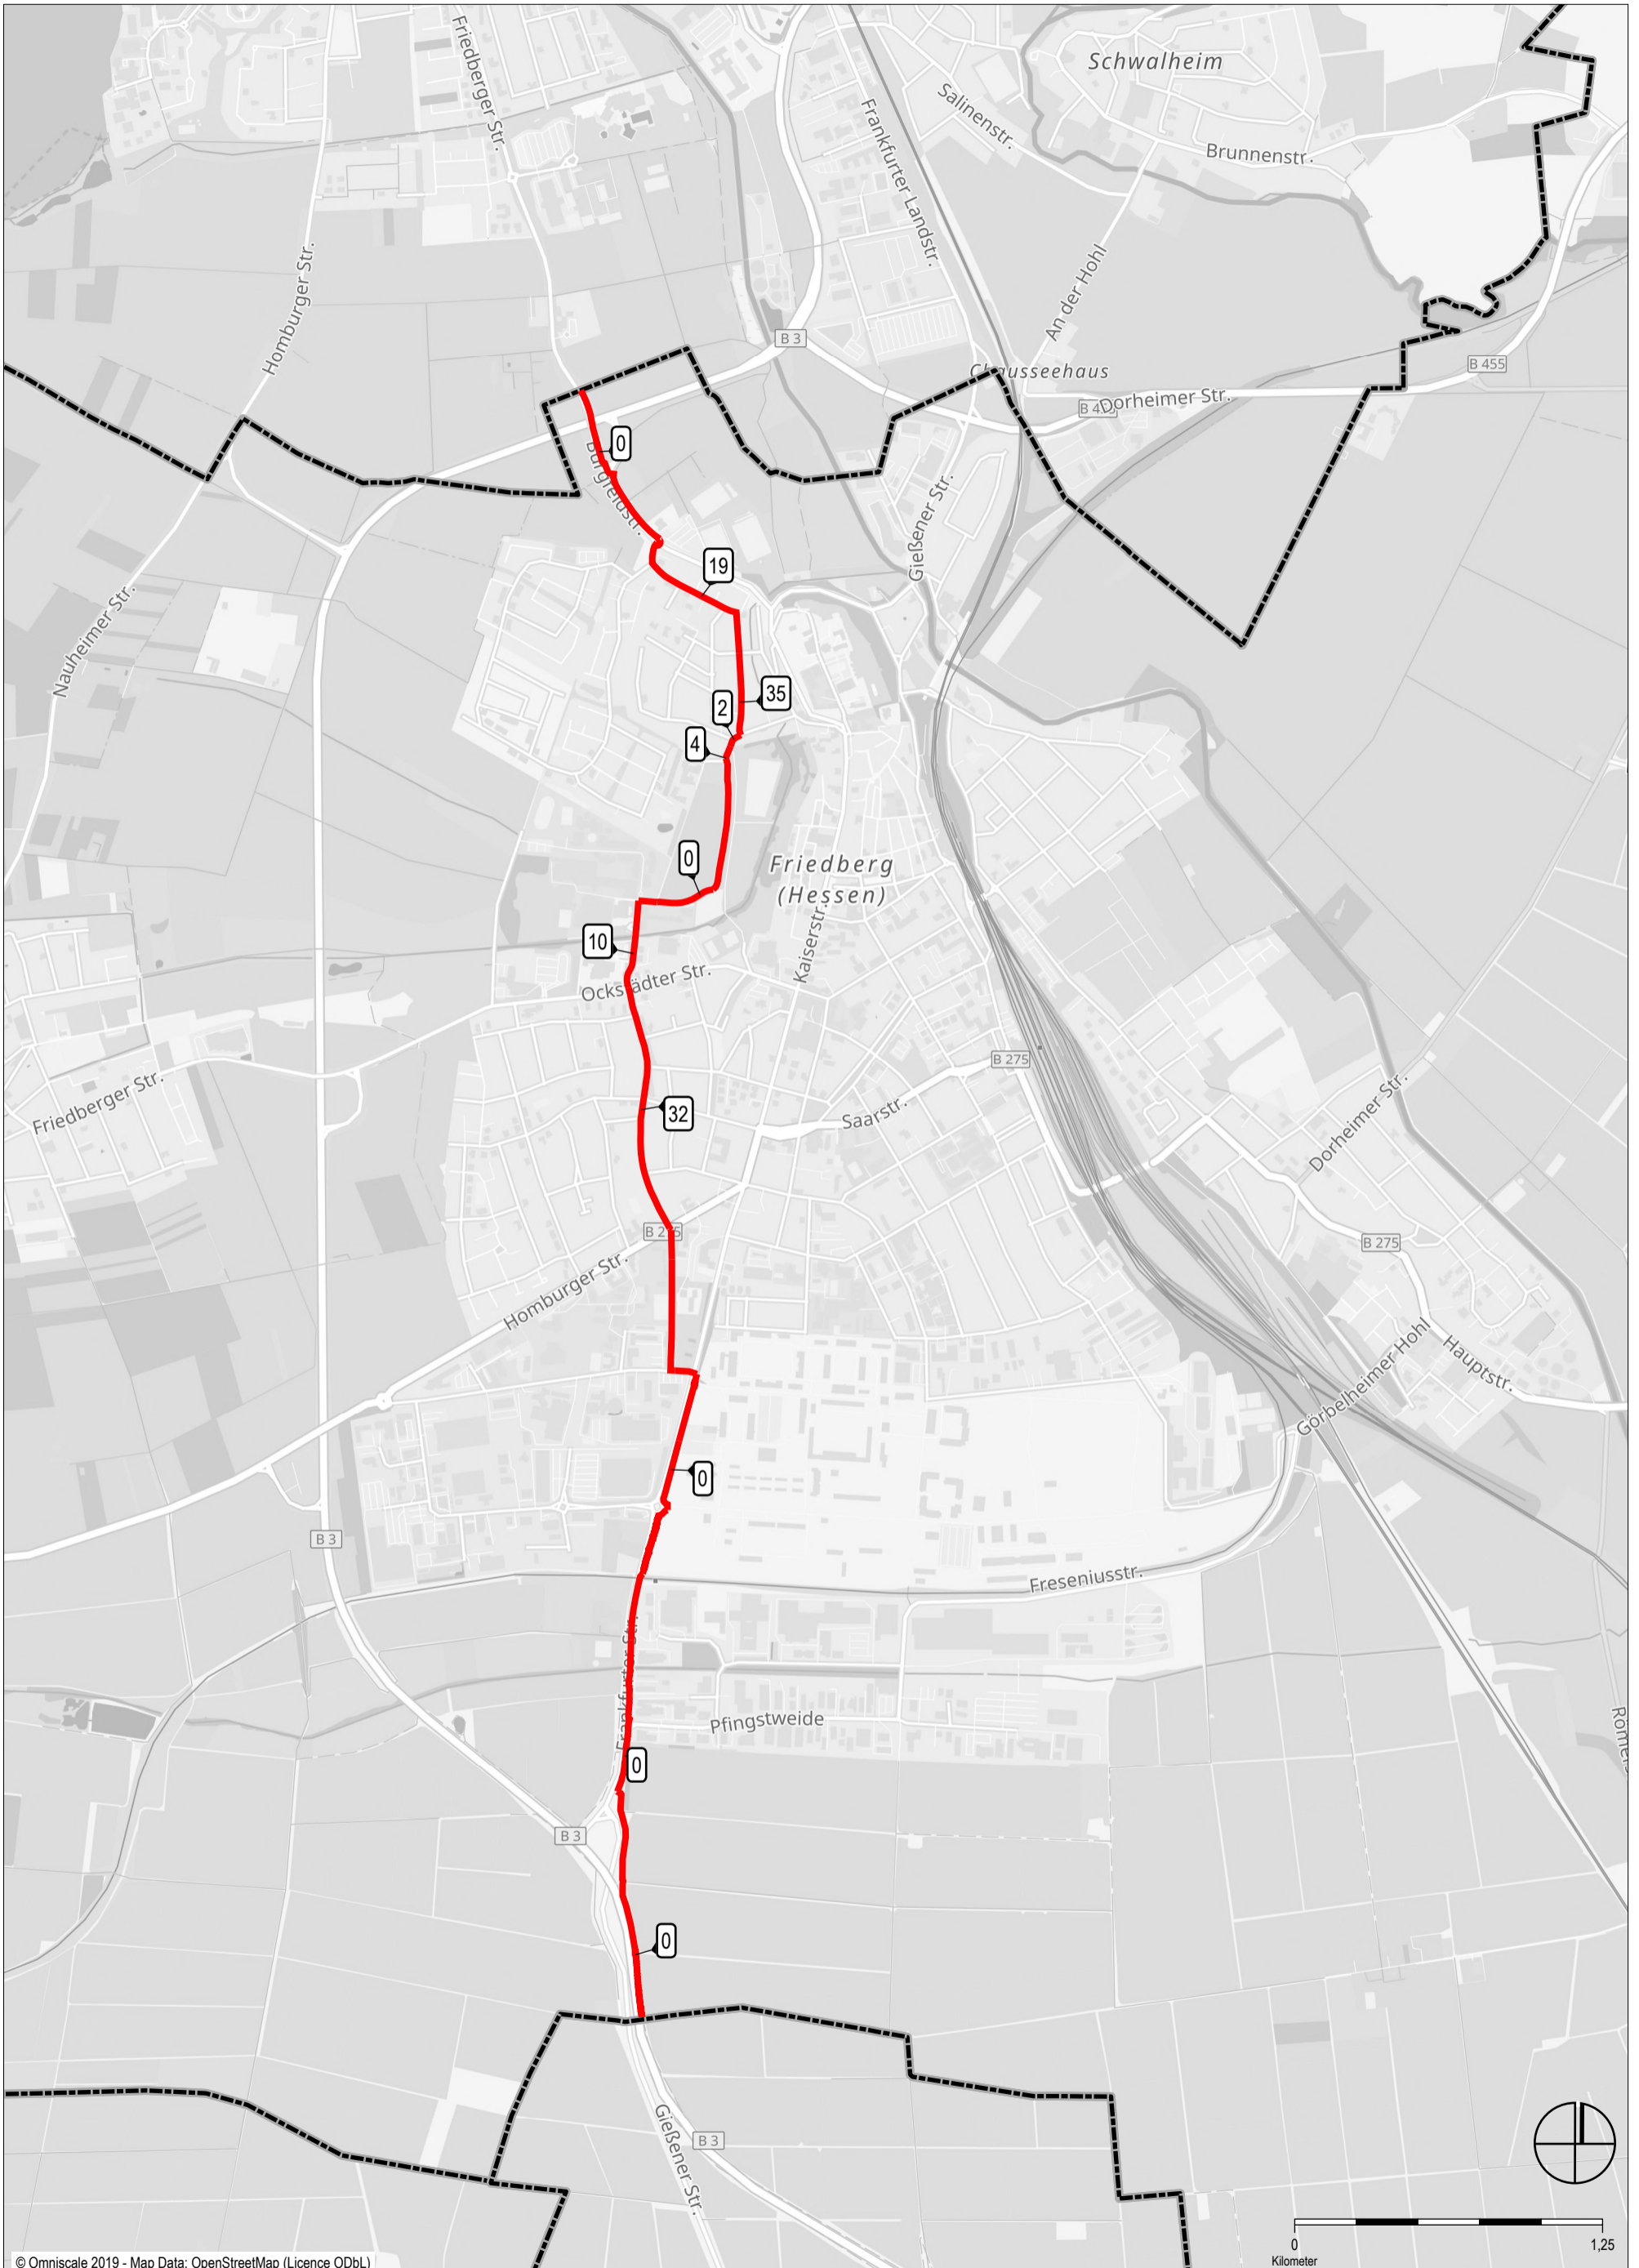 Schwalheim
Friedberger Str.
Salinenstr.
Frankfurter Landstr.
Brunnenstr.
Homburger Str.
An der Hohl
B 3
Chausseehaus
B 455
Dorheimer Str.
0
Burgfeldstr.
Gießener Str.
19
Nauheimer Str.
35
2
4
0
Friedberg
(Hessen)
Kaiserstr.
10
Ockstädter Str.
B 275
Friedberger Str.
Saarstr.
32
Dorheimer Str.
B 275
Homburger Str.
Görbelheimer Hohl
Hauptstr.
0
B 3
Freseniusstr.
Frankfurter Str.
Pfingstweide
0
B 3
0
Gießener Str.
B 3
0
1,25
Kilometer
© Omniscale 2019 - Map Data: OpenStreetMap (Licence ODbL)